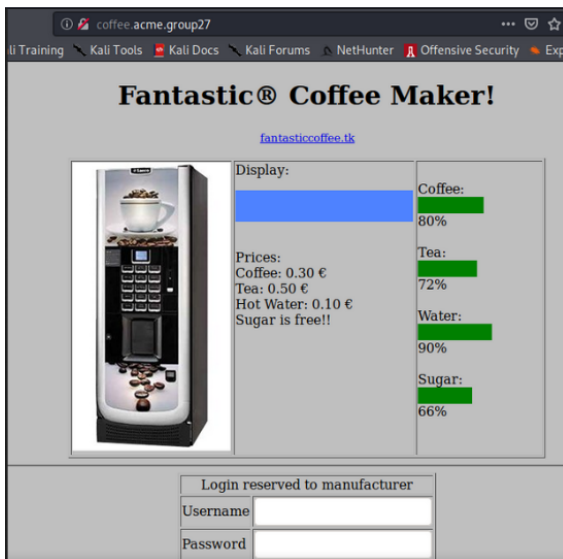 coffee.acme.group27
li Training Kali Tools Kali Docs Kali Forums NetHunter Offensive Security Exp
Fantastic® Coffee Maker!
fantasticcoffee.tk
Display:
Prices:
Coffee: 0.30 €
Tea: 0.50 €
Hot Water: 0.10 €
Sugar is free!!
Coffee:
80%
Tea:
72%
Water:
90%
Sugar:
66%
Login reserved to manufacturer
Username
Password